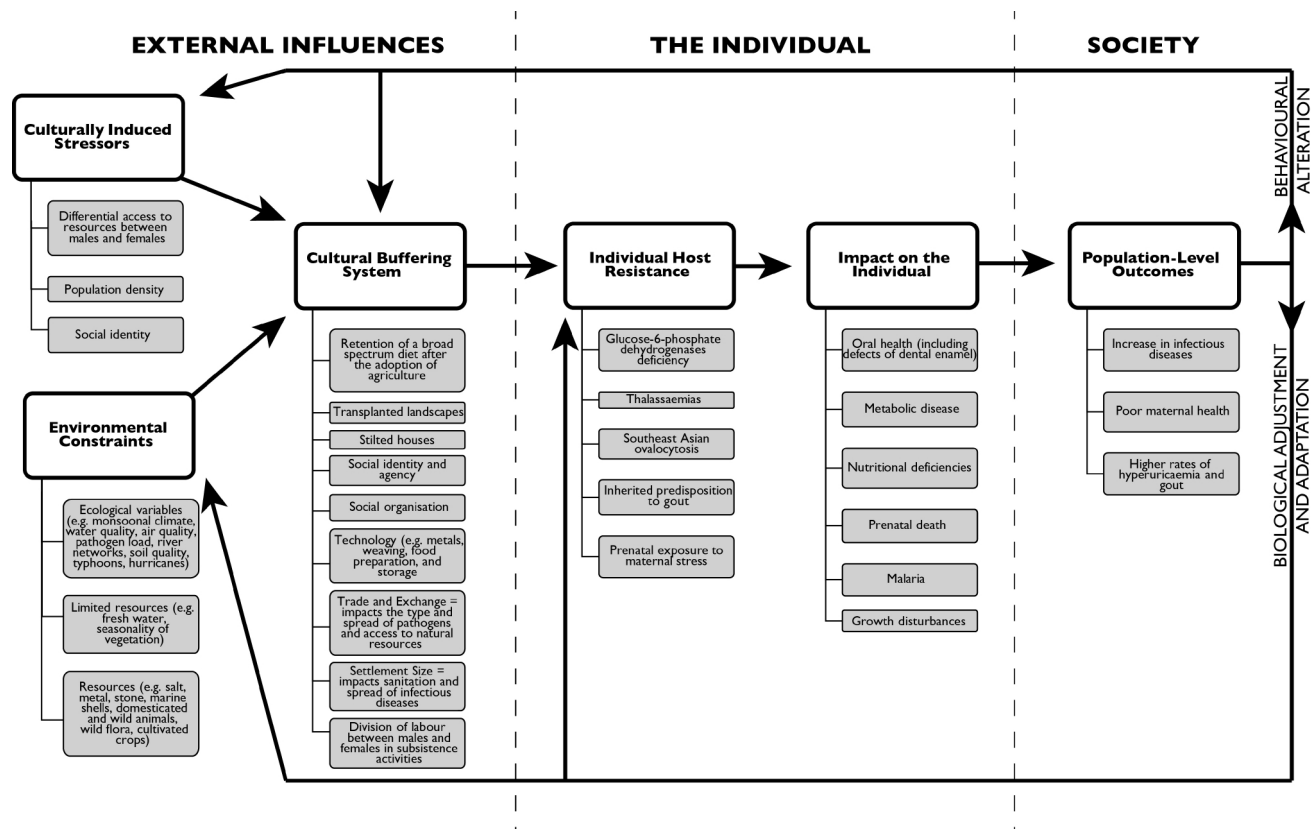 EXTERNAL INFLUENCES
THE INDIVIDUAL
SOCIETY
Culturally Induced
Stressors
Differential access to
resources between
males and females
Population density
Social identity
Environmental
Constraints
Ecological variables
(e.g. monsoonal climate,
water quality, air quality,
pathogen load, river
networks, soil quality,
typhoons, hurricanes)
Limited resources (e.g.
fresh water,
seasonality of
vegetation)
Resources (e.g. salt,
metal, stone, marine
shells, domesticated
and wild animals,
wild flora, cultivated
crops)
Cultural Buffering
System
Retention of a broad
spectrum diet after
the adoption of
agriculture
Transplanted landscapes
Stilted houses
Social identity and
agency
Social organisation
Technology (e.g. metals,
weaving, food
preparation, and
storage
Trade and Exchange =
impacts the type and
spread of pathogens
and access to natural
resources
Settlement Size =
impacts sanitation and
spread of infectious
diseases
Division of labour
between males and
females in subsistence
activities
Individual Host
Resistance
Glucose-6-phosphate
dehydrogenases
deficiency
Thalassaemias
Southeast Asian
ovalocytosis
Inherited predisposition
to gout
Prenatal exposure to
maternal stress
Impact on the
Individual
Oral health (including
defects of dental enamel)
Metabolic disease
Nutritional deficiencies
Prenatal death
Malaria
Growth disturbances
Population-Level
Outcomes
Increase in infectious
diseases
Poor maternal health
Higher rates of
hyperuricaemia and
gout
BEHAVIOURAL
ALTERATION
BIOLOGICAL ADJUSTMENT
AND ADAPTATION